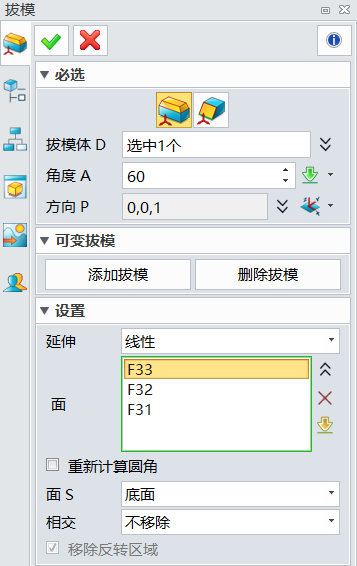 拔模
必选
拔模体 D 选中1个
角度 A 60
方向 P 0,0,1
可变拔模
添加拔模 删除拔模
设置
延伸 线性
面
F33
F32
F31
重新计算圆角
面 S 底面
相交 不移除
移除反转区域